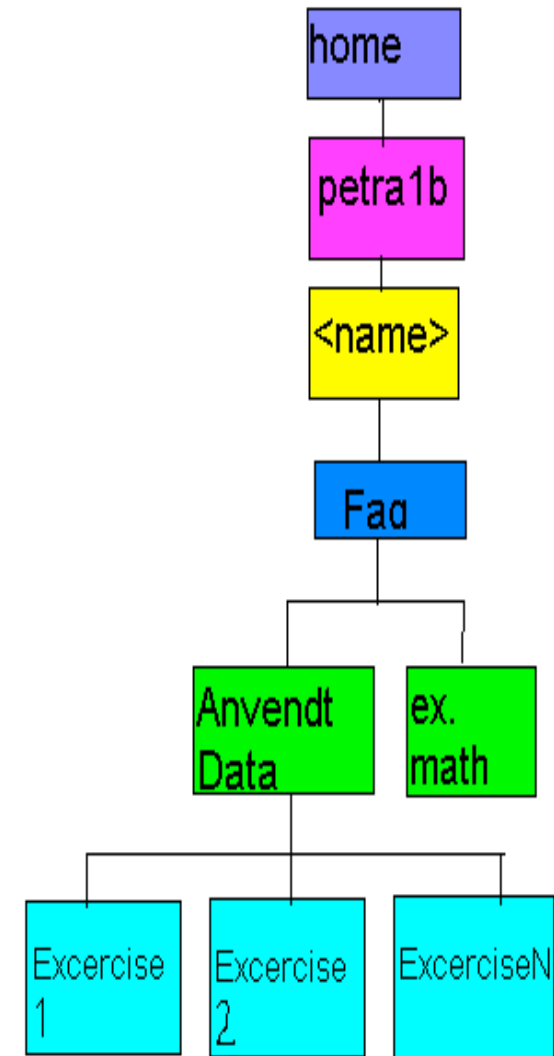 home
petra1b
<name>
Fag
Anvendt
Data
ex.
math
Excercise
1
Excercise
2
ExcerciseN